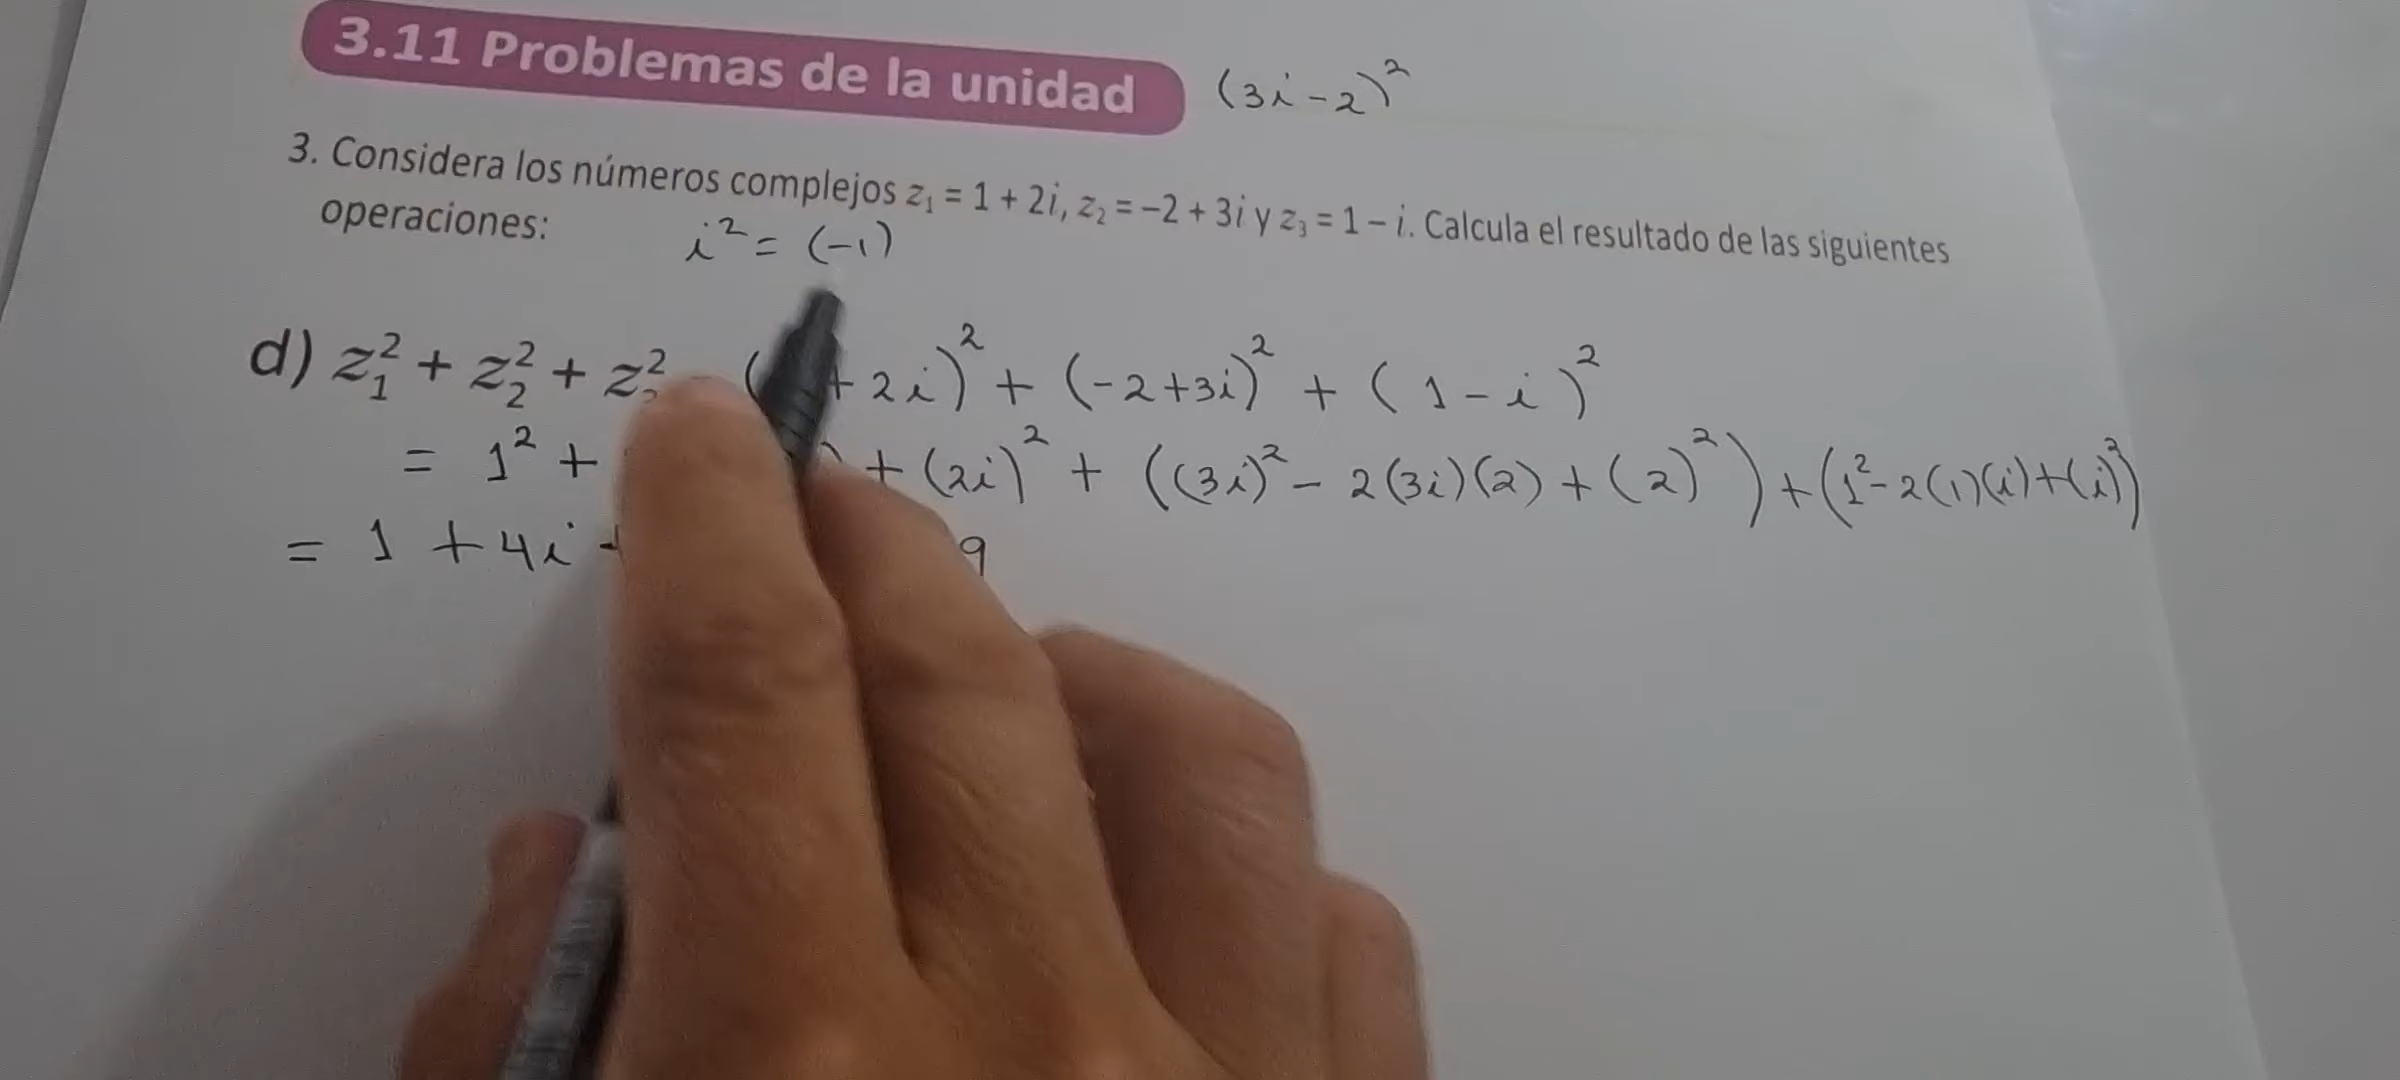 3.11 Problemas de la unidad (3i-2)²
3. Considera los números complejos z₁ = 1 + 2i, z₂ = −2 + 3i y z₃ = 1 − i. Calcula el resultado de las siguientes
operaciones: i² = (-1)
d) z₁² + z₂² + z² ( + 2i)² + (-2+3i)² + (1-i)²
= 1² + ) + (2i)² + ((3i)² - 2(3i)(2) + (2)²) + (1² - 2(1)(i) + (i)²)
= 1 + 4i 9